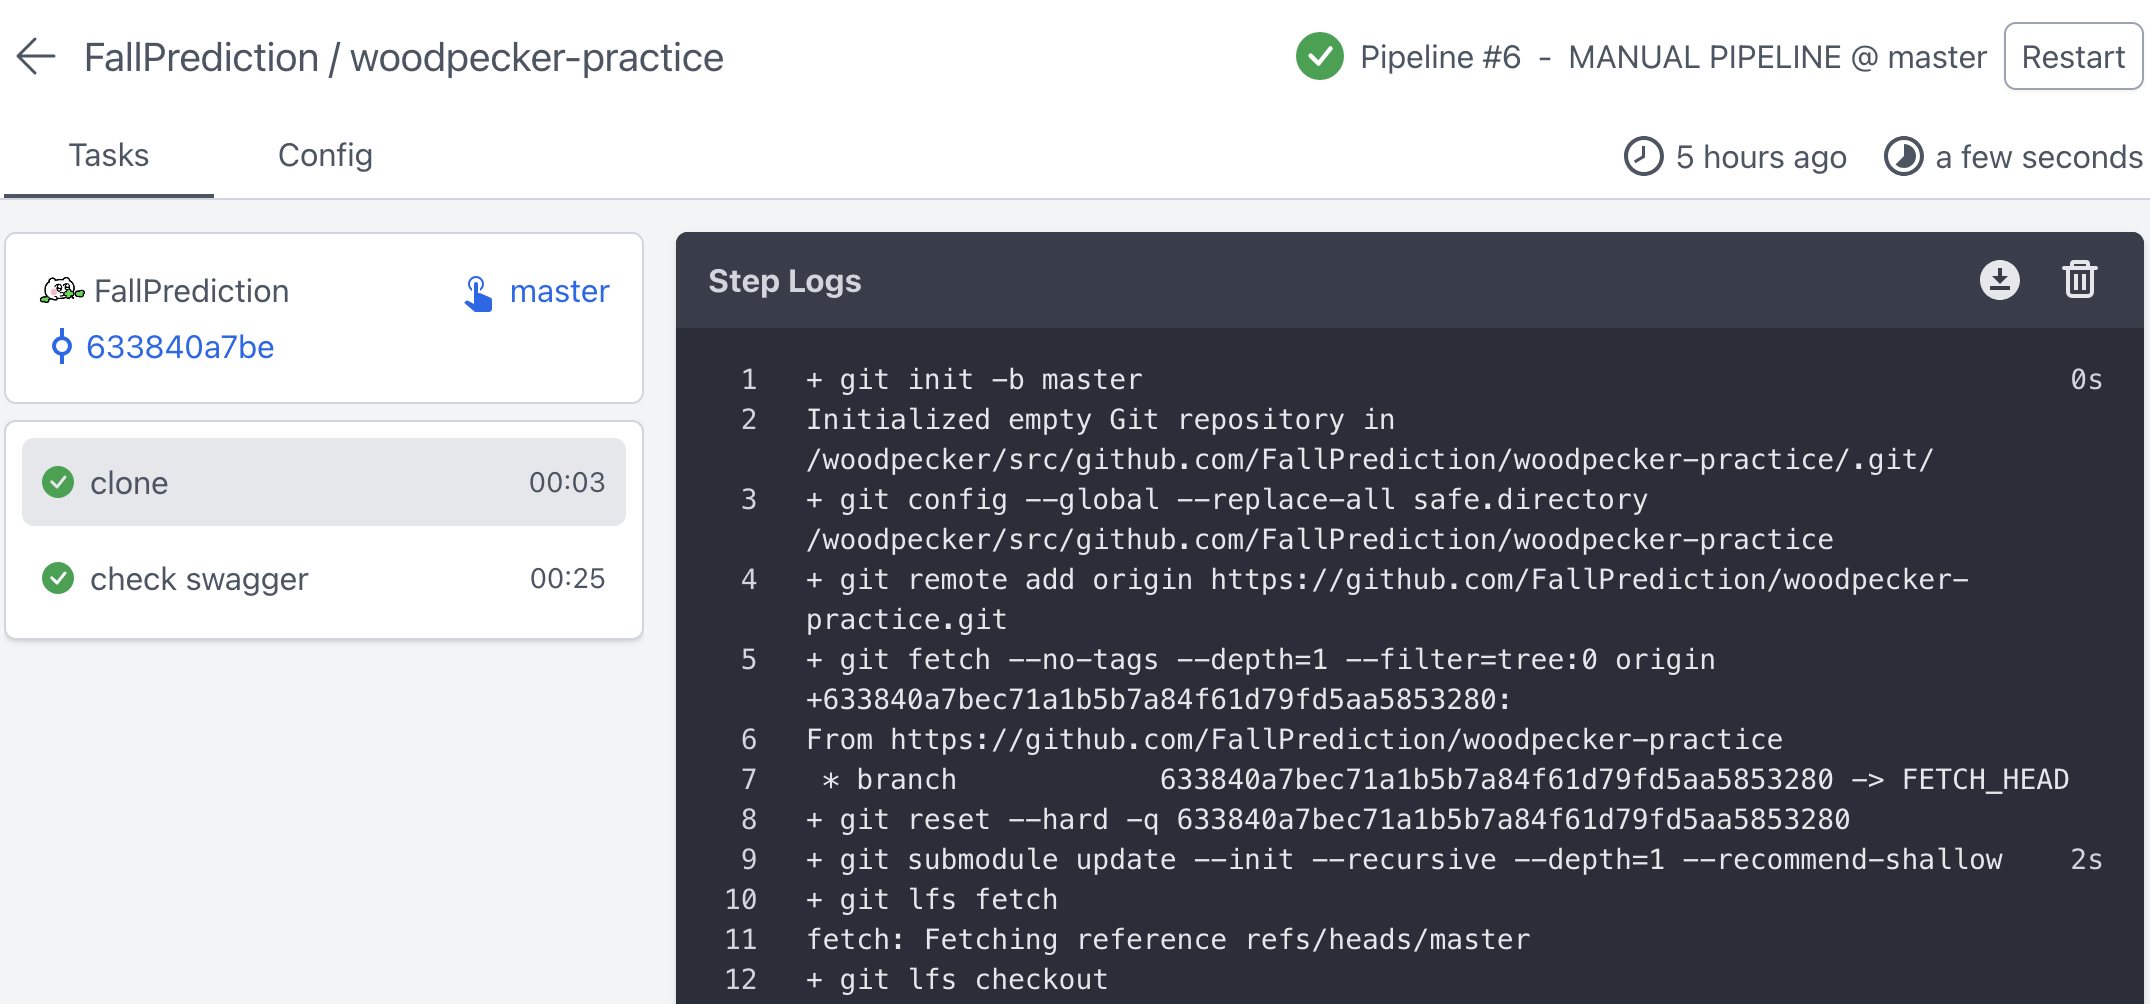 FallPrediction / woodpecker-practice
Pipeline #6 - MANUAL PIPELINE @ master
Restart
Tasks
Config
5 hours ago
a few seconds
FallPrediction
master
633840a7be
clone 00:03
check swagger 00:25
Step Logs
1 + git init -b master 0s
2 Initialized empty Git repository in
/woodpecker/src/github.com/FallPrediction/woodpecker-practice/.git/
3 + git config --global --replace-all safe.directory
/woodpecker/src/github.com/FallPrediction/woodpecker-practice
4 + git remote add origin https://github.com/FallPrediction/woodpecker-
practice.git
5 + git fetch --no-tags --depth=1 --filter=tree:0 origin
+633840a7bec71a1b5b7a84f61d79fd5aa5853280:
6 From https://github.com/FallPrediction/woodpecker-practice
7 * branch 633840a7bec71a1b5b7a84f61d79fd5aa5853280 -> FETCH_HEAD
8 + git reset --hard -q 633840a7bec71a1b5b7a84f61d79fd5aa5853280
9 + git submodule update --init --recursive --depth=1 --recommend-shallow 2s
10 + git lfs fetch
11 fetch: Fetching reference refs/heads/master
12 + git lfs checkout